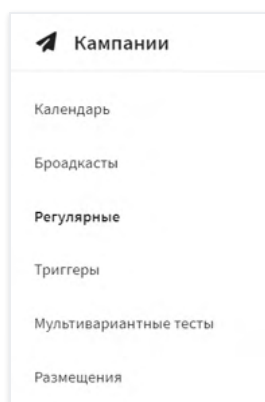 Кампании
Календарь
Броадкасты
Регулярные
Триггеры
Мультивариантные тесты
Размещения